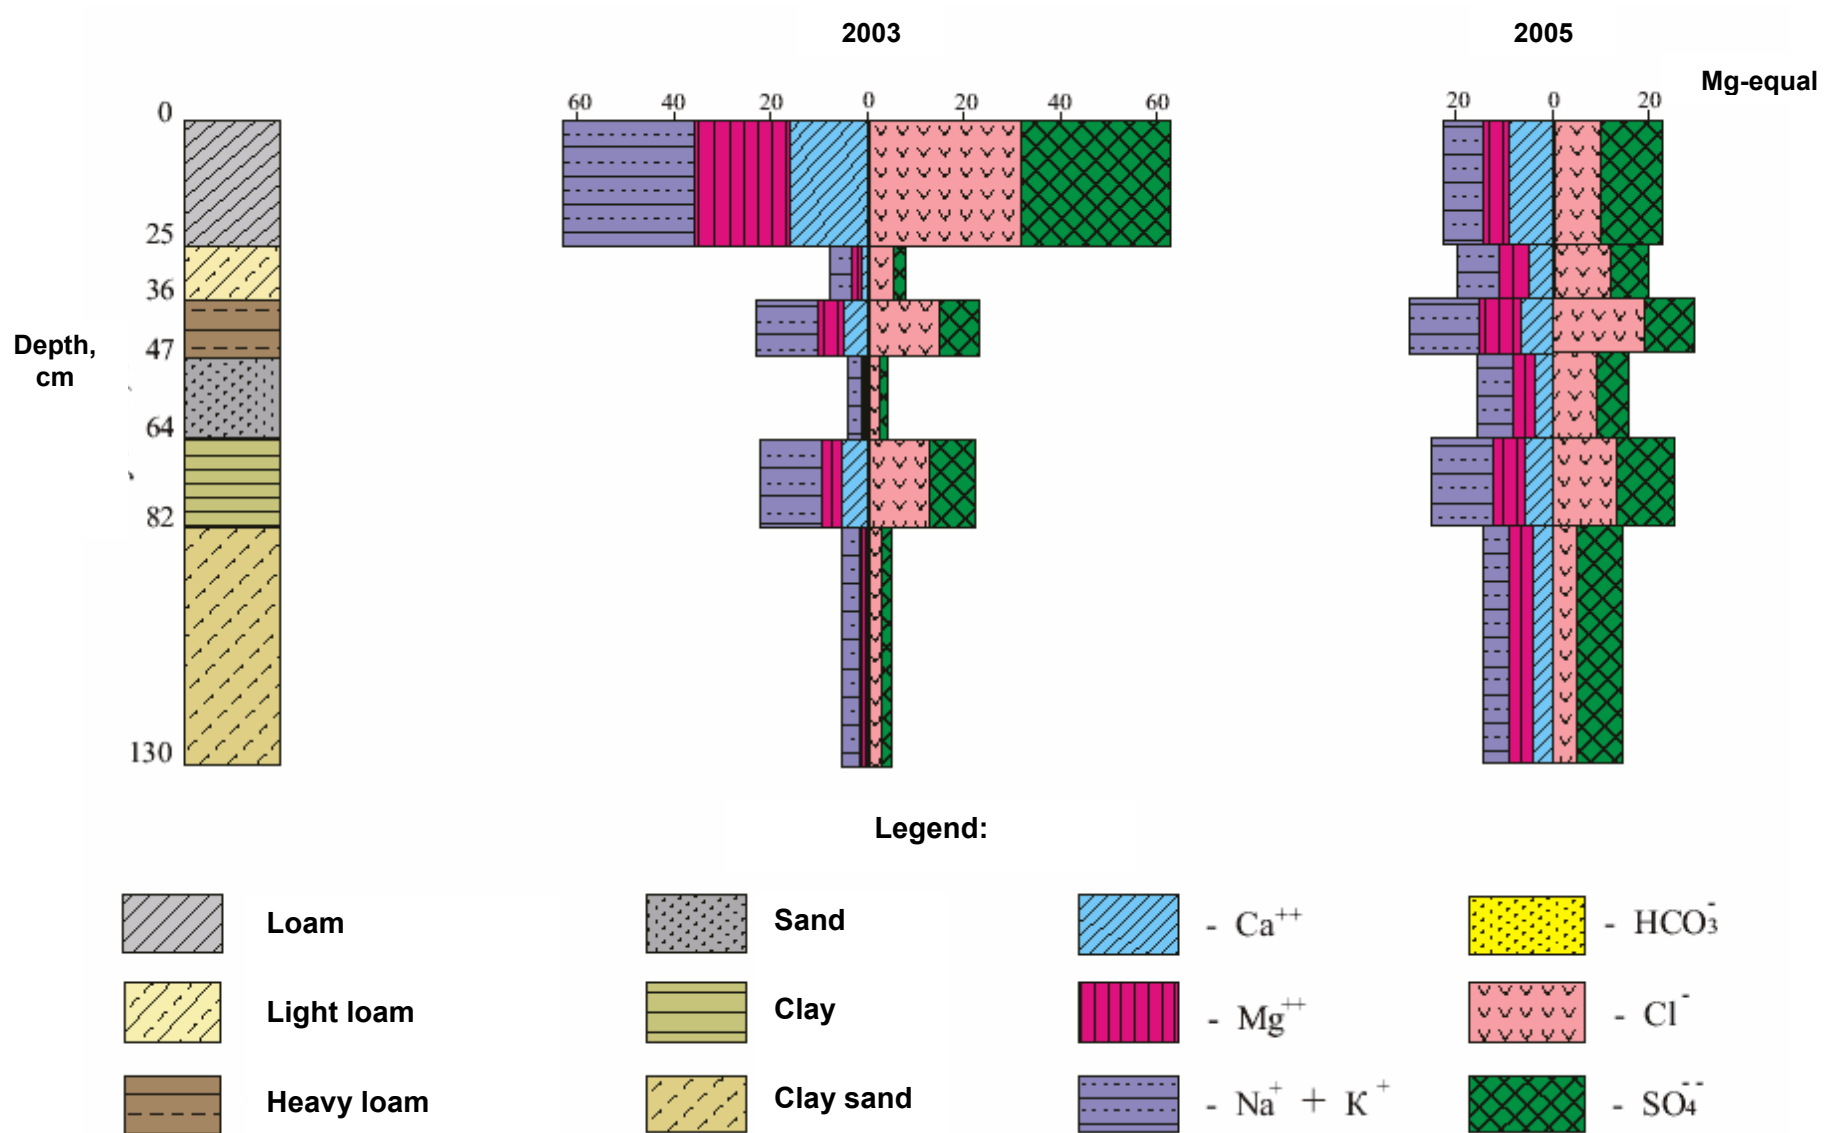 2003
2005
Mg-equal
60 40 20 0 20 40 60
20 0 20
0
25
36
47
64
82
130
Depth,
cm
Legend:
Loam
Sand
- Ca++
- HCO3-
Light loam
Clay
- Mg++
- Cl-
Heavy loam
Clay sand
- Na+ + K+
- SO4--